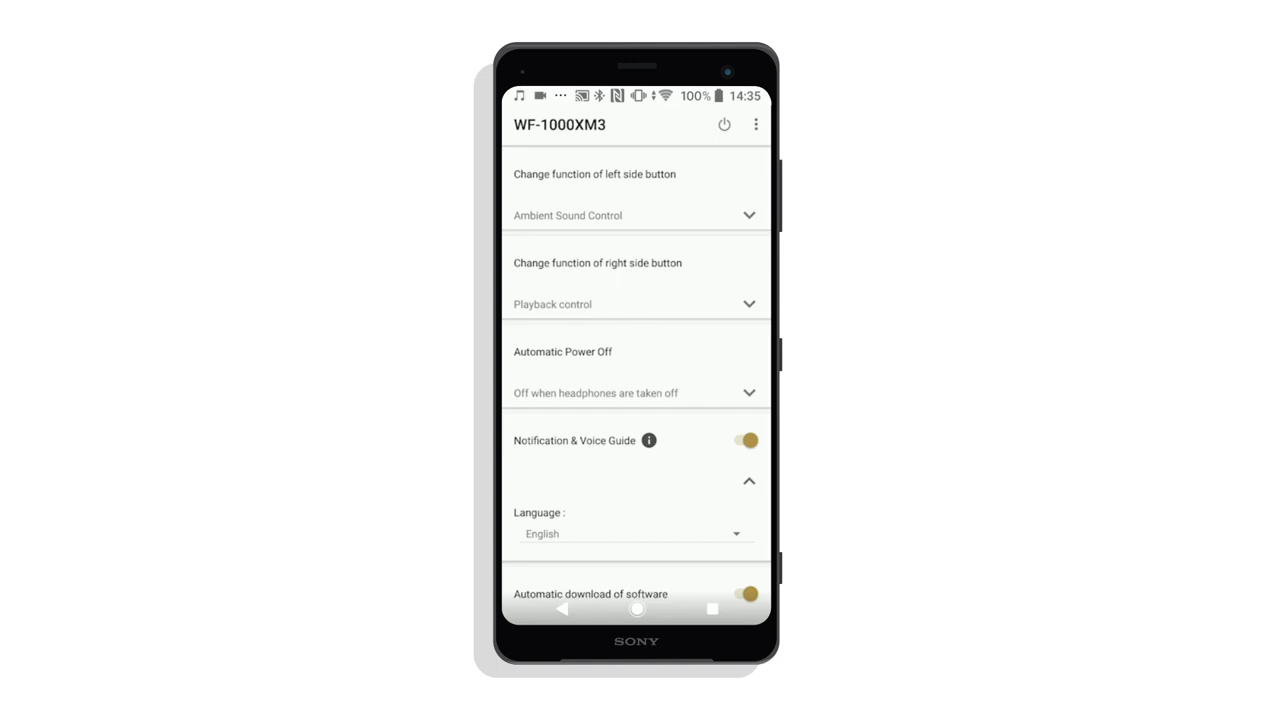 100% 14:35
WF-1000XM3
Change function of left side button
Ambient Sound Control
Change function of right side button
Playback control
Automatic Power Off
Off when headphones are taken off
Notification & Voice Guide
Language :
English
Automatic download of software
SONY